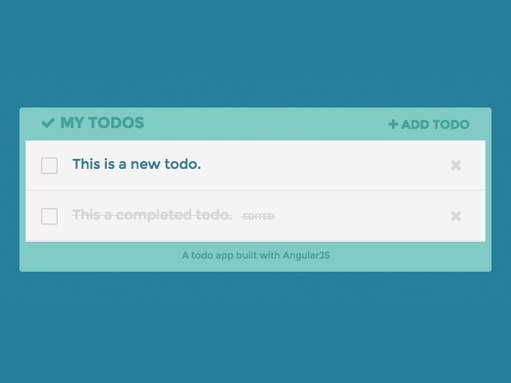 MY TODOS
+ ADD TODO
This is a new todo.
This a completed todo. EDITED
A todo app built with AngularJS